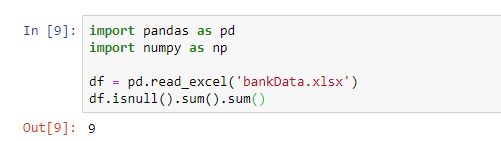 In [9]:
import pandas as pd
import numpy as np
df = pd.read_excel('bankData.xlsx')
df.isnull().sum().sum()
Out[9]: 9